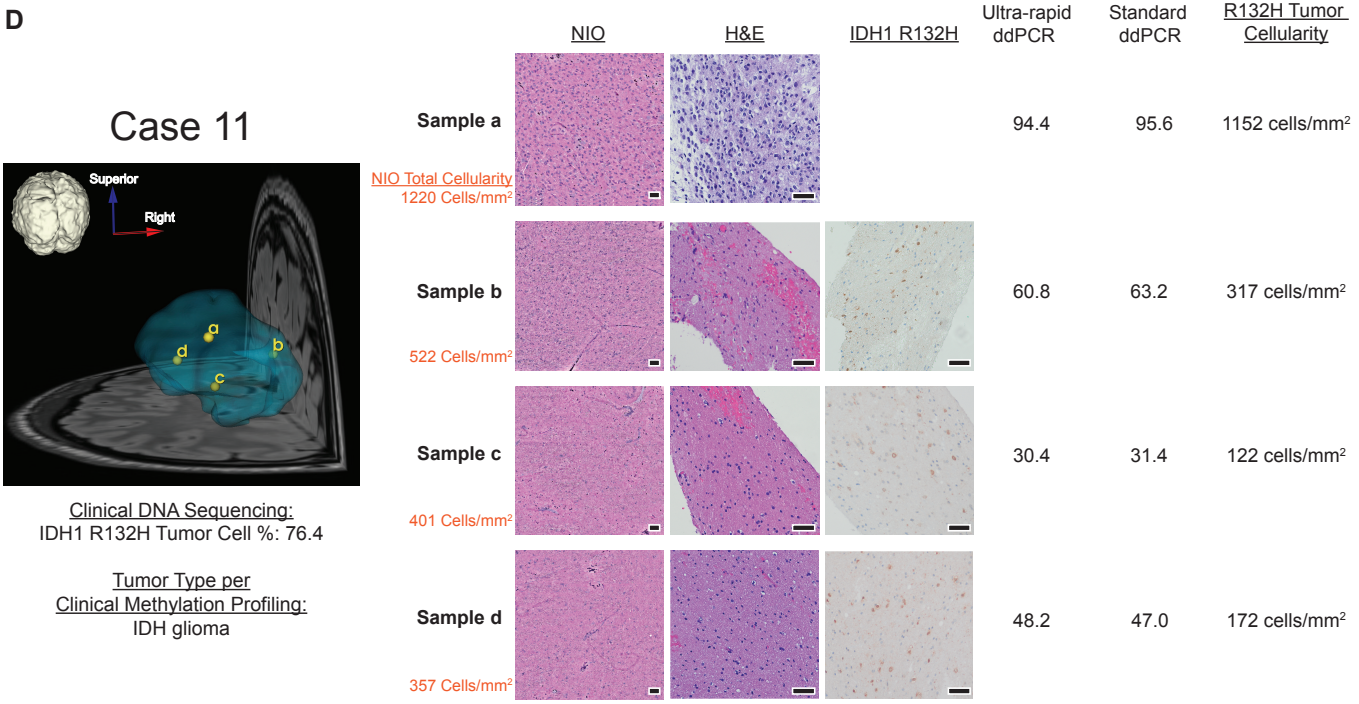 D
NIO
H&E
IDH1 R132H
Ultra-rapid
ddPCR
Standard
ddPCR
R132H Tumor
Cellularity
Case 11
Superior
Right
a
b
c
d
Clinical DNA Sequencing:
IDH1 R132H Tumor Cell %: 76.4
Tumor Type per
Clinical Methylation Profiling:
IDH glioma
Sample a
NIO Total Cellularity
1220 Cells/mm²
94.4
95.6
1152 cells/mm²
Sample b
522 Cells/mm²
60.8
63.2
317 cells/mm²
Sample c
401 Cells/mm²
30.4
31.4
122 cells/mm²
Sample d
357 Cells/mm²
48.2
47.0
172 cells/mm²